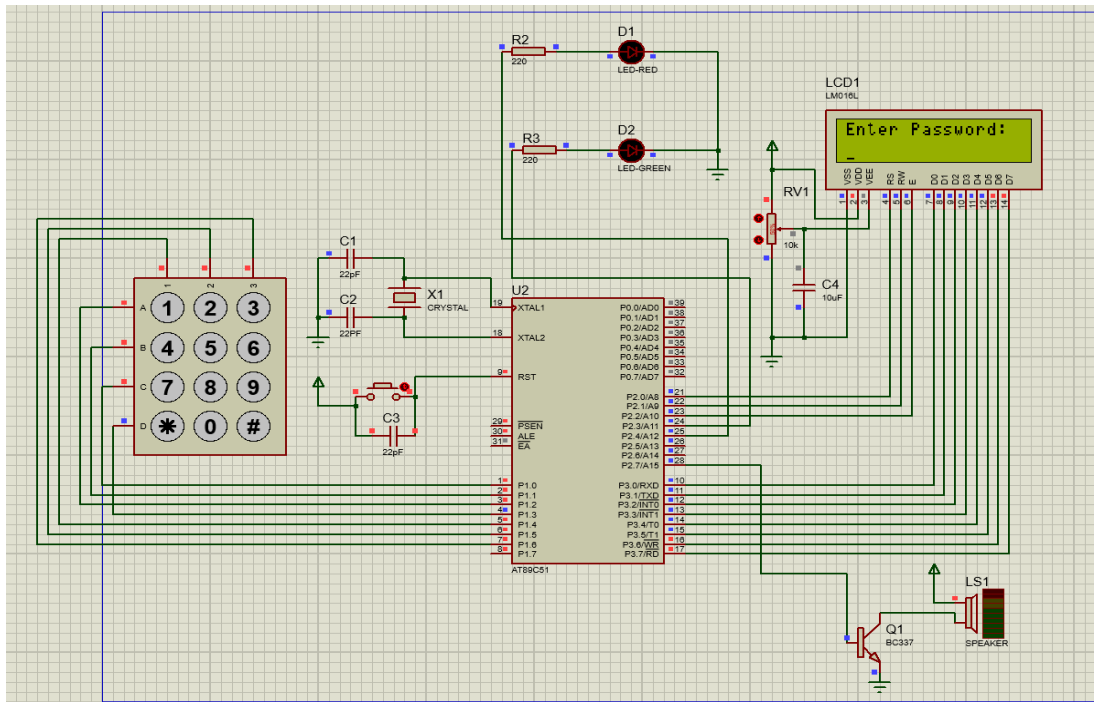 R2
220
D1
LED-RED
R3
220
D2
LED-GREEN
LCD1
LM016L
Enter Password:
_
VSS
VDD
VEE
RS
RW
E
D0
D1
D2
D3
D4
D5
D6
D7
1
2
3
4
5
6
7
8
9
10
11
12
13
14
RV1
10k
C4
10uF
1
2
3
A
1 2 3
B
4 5 6
C
7 8 9
D
* 0 #
C1
22pF
C2
22PF
X1
CRYSTAL
C3
22pF
U2
19 XTAL1
18 XTAL2
9 RST
29 PSEN
30 ALE
31 EA
1 P1.0
2 P1.1
3 P1.2
4 P1.3
5 P1.4
6 P1.5
7 P1.6
8 P1.7
P0.0/AD0 39
P0.1/AD1 38
P0.2/AD2 37
P0.3/AD3 36
P0.4/AD4 35
P0.5/AD5 34
P0.6/AD6 33
P0.7/AD7 32
P2.0/A8 21
P2.1/A9 22
P2.2/A10 23
P2.3/A11 24
P2.4/A12 25
P2.5/A13 26
P2.6/A14 27
P2.7/A15 28
P3.0/RXD 10
P3.1/TXD 11
P3.2/INT0 12
P3.3/INT1 13
P3.4/T0 14
P3.5/T1 15
P3.6/WR 16
P3.7/RD 17
AT89C51
Q1
BC337
LS1
SPEAKER